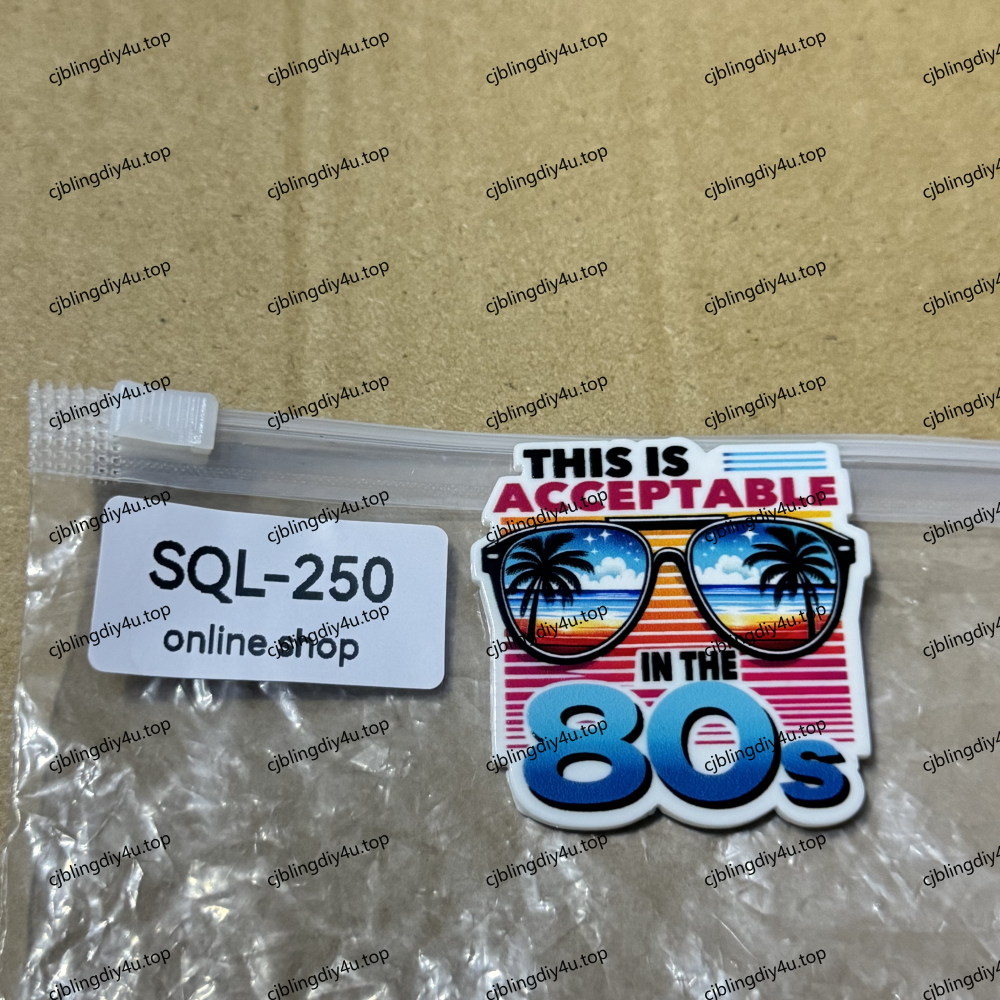 THIS IS
ACCEPTABLE
IN THE
80s
SQL-250
online shop
cjblingdiy4u.top